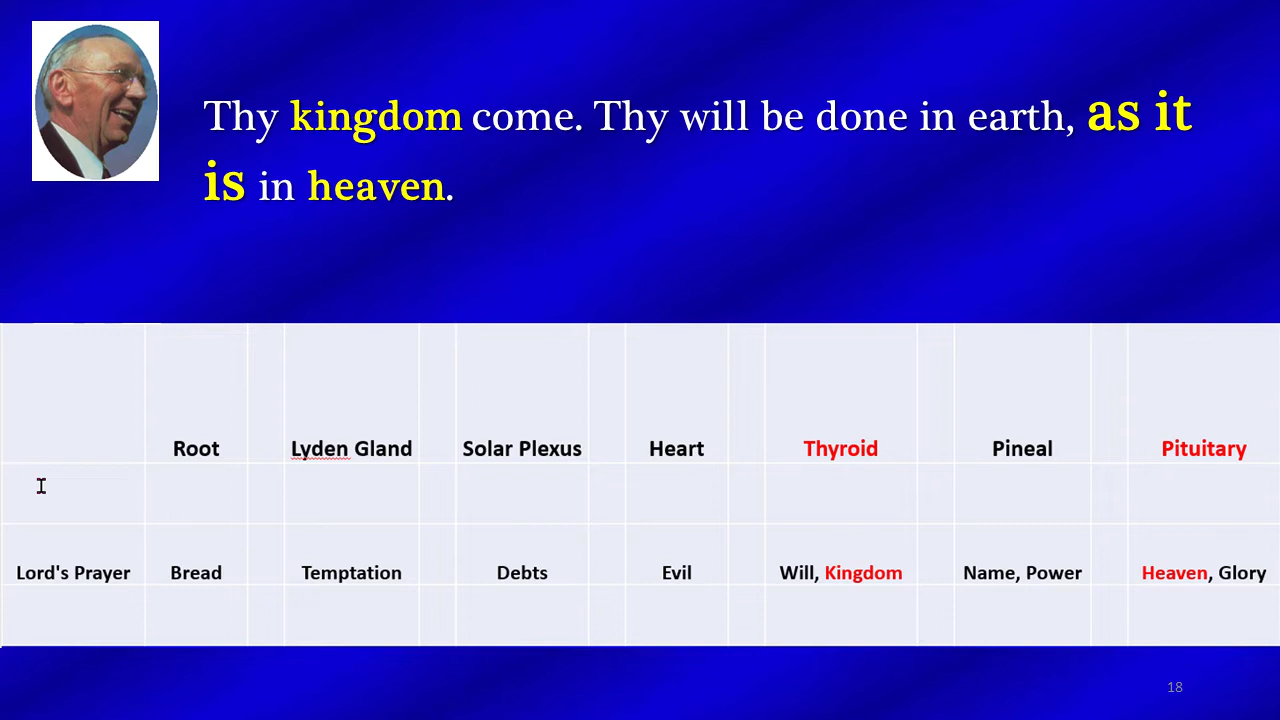 Thy kingdom come. Thy will be done in earth, as it
is in heaven.
Root Lyden Gland Solar Plexus Heart Thyroid Pineal Pituitary
Lord's Prayer Bread Temptation Debts Evil Will, Kingdom Name, Power Heaven, Glory
18